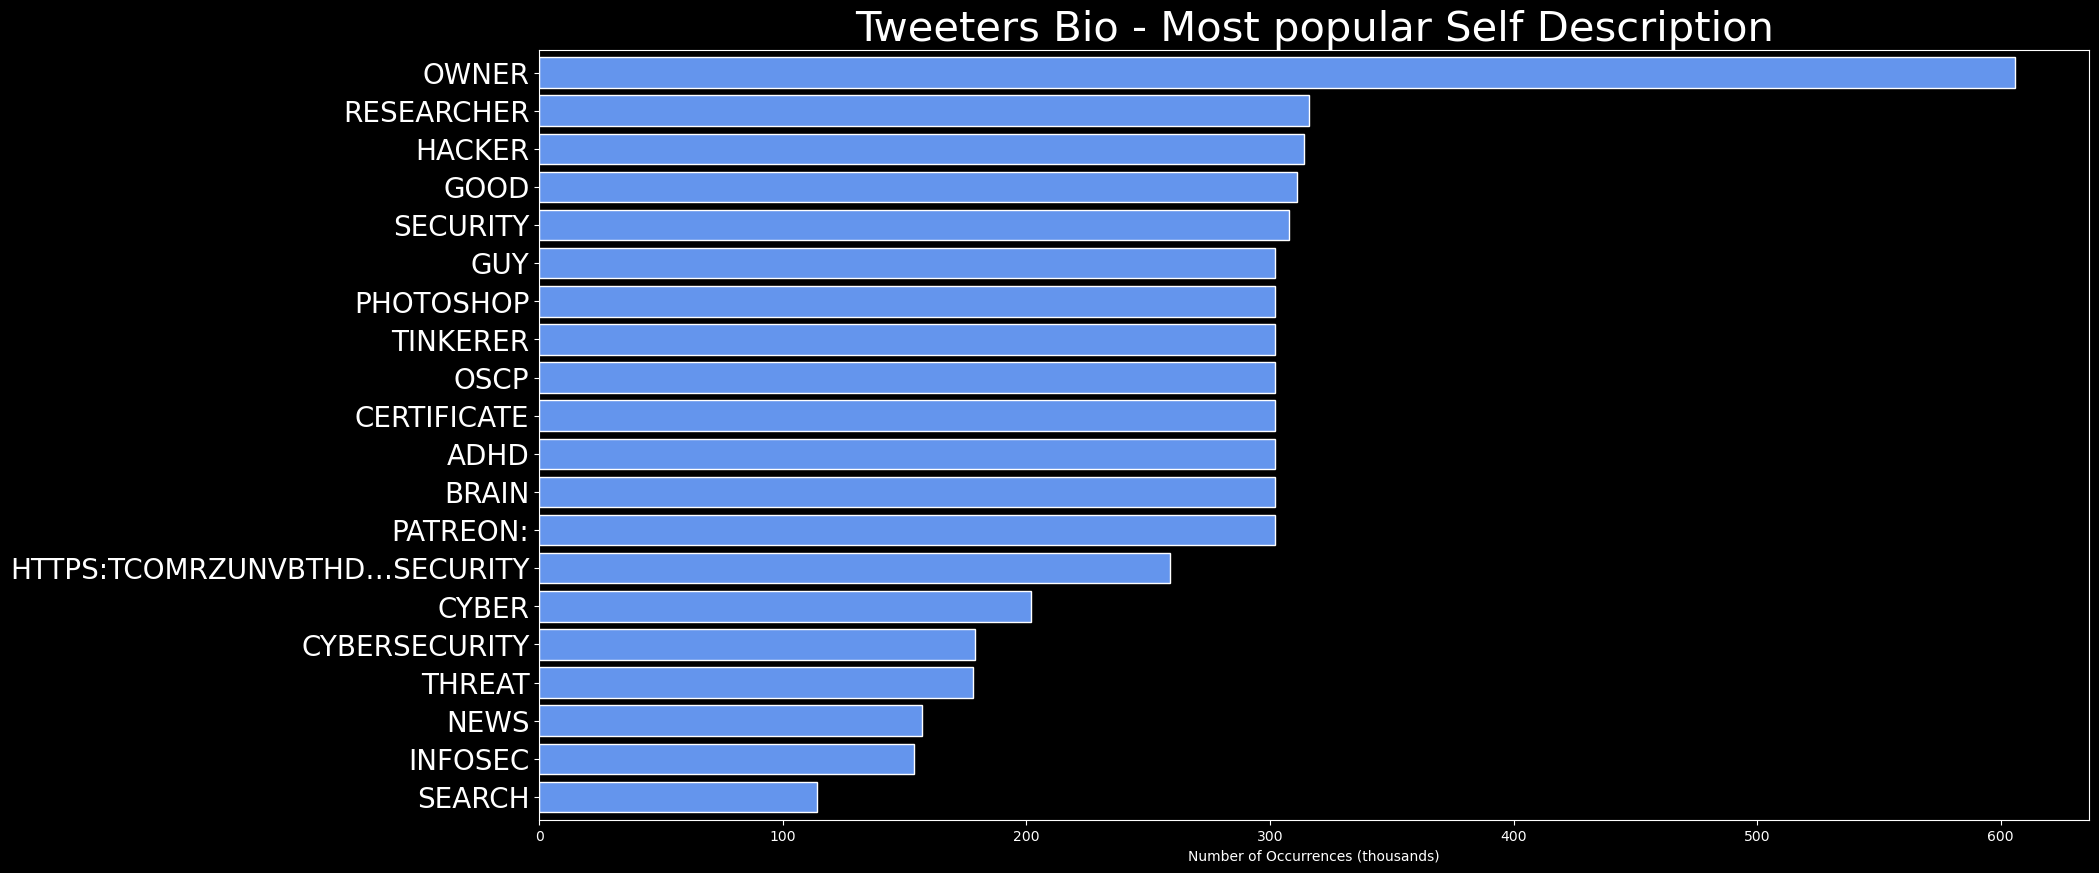 Tweeters Bio - Most popular Self Description
OWNER
RESEARCHER
HACKER
GOOD
SECURITY
GUY
PHOTOSHOP
TINKERER
OSCP
CERTIFICATE
ADHD
BRAIN
PATREON:
HTTPS:TCOMRZUNVBTHD...SECURITY
CYBER
CYBERSECURITY
THREAT
NEWS
INFOSEC
SEARCH
0 100 200 300 400 500 600
Number of Occurrences (thousands)